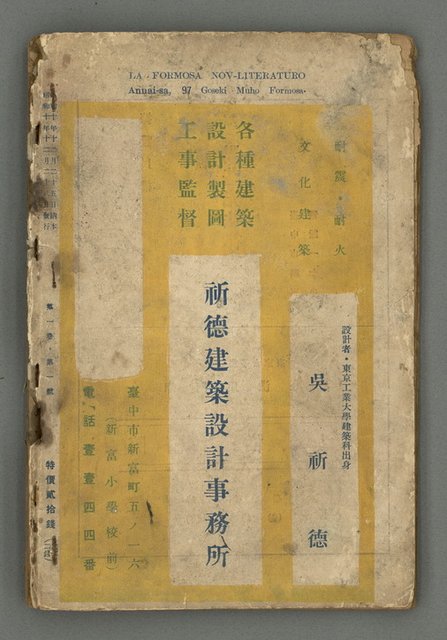 LA FORMOSA NOV-LITERATURO
Annai-sa, 97 Goseki Muho Formosa.
耐震・耐火
文化建築
各種建築
設計製圖
工事監督
設計者・東京工業大學建築科出身
吳祈德
祈德建築設計事務所
臺中市新富町五ノ六
(新富小學校前)
電話壹壹四四番
第一卷・第一號
特價貳拾錢